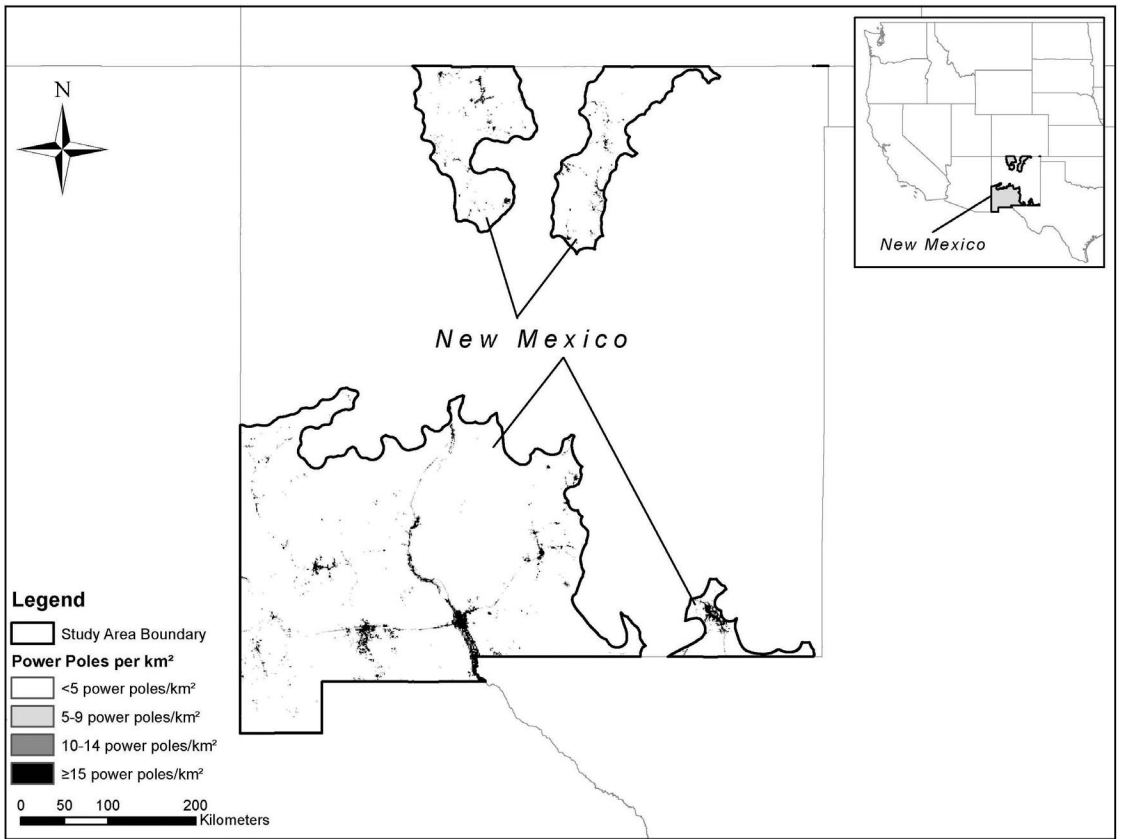 N
New Mexico
New Mexico
Legend
Study Area Boundary
Power Poles per km²
<5 power poles/km²
5-9 power poles/km²
10-14 power poles/km²
≥15 power poles/km²
0 50 100 200
Kilometers